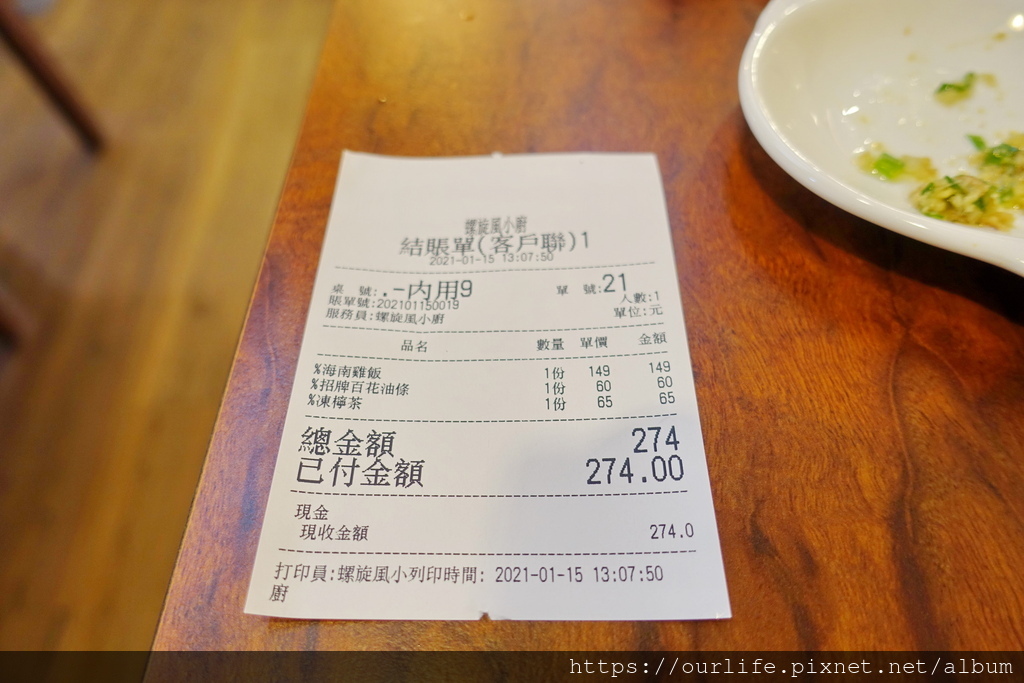 螺旋風小廚
結賬單(客戶聯)1
2021-01-15 13:07:50
桌 號:.-內用9 單 號:21
賬單號:202101150019 人數:1
服務員:螺旋風小廚 單位:元
品名 數量 單價 金額
%海南雞飯 1份 149 149
%招牌百花油條 1份 60 60
%凍檸茶 1份 65 65
總金額 274
已付金額 274.00
現金
現收金額 274.0
打印員:螺旋風小列印時間: 2021-01-15 13:07:50
廚
https://ourlife.pixnet.net/album